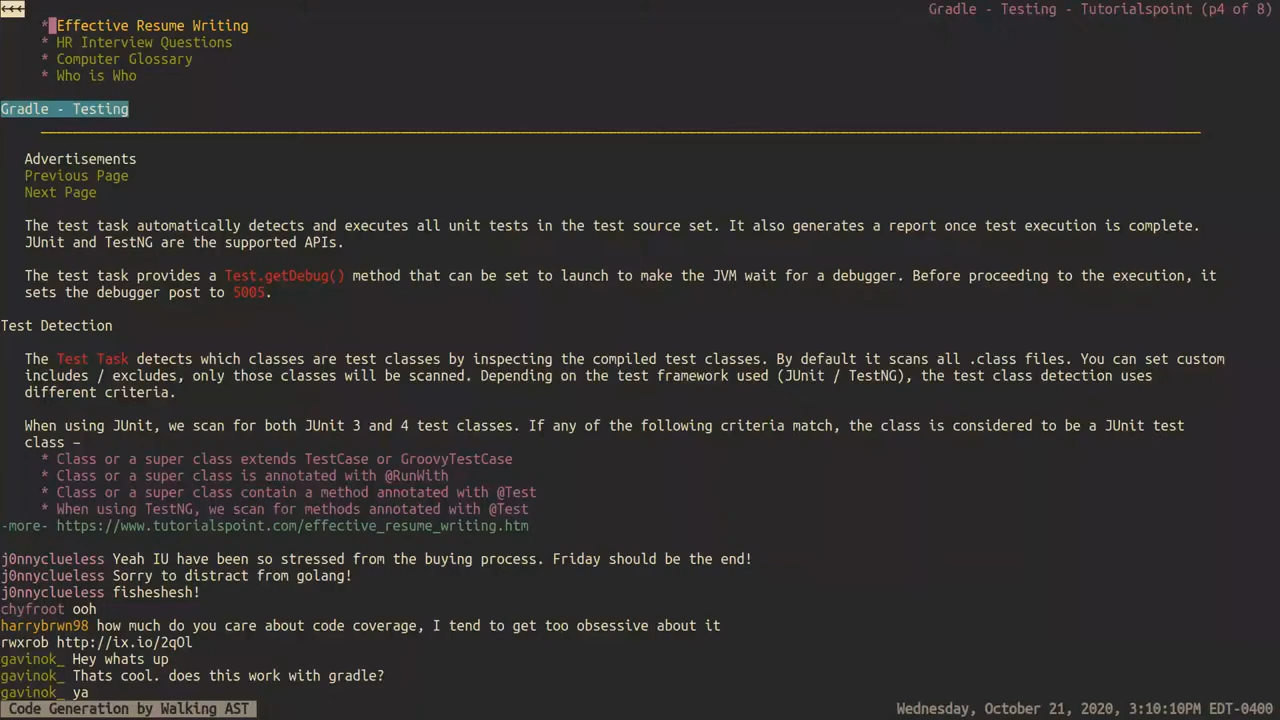 <<< Gradle - Testing - Tutorialspoint (p4 of 8)
* Effective Resume Writing
* HR Interview Questions
* Computer Glossary
* Who is Who
Gradle - Testing
Advertisements
Previous Page
Next Page
The test task automatically detects and executes all unit tests in the test source set. It also generates a report once test execution is complete.
JUnit and TestNG are the supported APIs.
The test task provides a Test.getDebug() method that can be set to launch to make the JVM wait for a debugger. Before proceeding to the execution, it
sets the debugger post to 5005.
Test Detection
The Test Task detects which classes are test classes by inspecting the compiled test classes. By default it scans all .class files. You can set custom
includes / excludes, only those classes will be scanned. Depending on the test framework used (JUnit / TestNG), the test class detection uses
different criteria.
When using JUnit, we scan for both JUnit 3 and 4 test classes. If any of the following criteria match, the class is considered to be a JUnit test
class −
* Class or a super class extends TestCase or GroovyTestCase
* Class or a super class is annotated with @RunWith
* Class or a super class contain a method annotated with @Test
* When using TestNG, we scan for methods annotated with @Test
-more- https://www.tutorialspoint.com/effective_resume_writing.htm
j0nnyclueless Yeah IU have been so stressed from the buying process. Friday should be the end!
j0nnyclueless Sorry to distract from golang!
j0nnyclueless fisheshesh!
chyfroot ooh
harrybrwn98 how much do you care about code coverage, I tend to get too obsessive about it
rwxrob http://ix.io/2qOl
gavinok_ Hey whats up
gavinok_ Thats cool. does this work with gradle?
gavinok_ ya
Code Generation by Walking AST Wednesday, October 21, 2020, 3:10:10PM EDT-0400